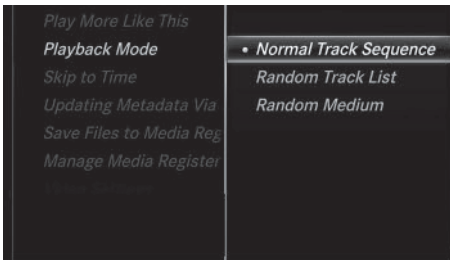 Play More Like This
Playback Mode
Skip to Time
Updating Metadata Via
Save Files to Media Reg
Manage Media Register
• Normal Track Sequence
Random Track List
Random Medium